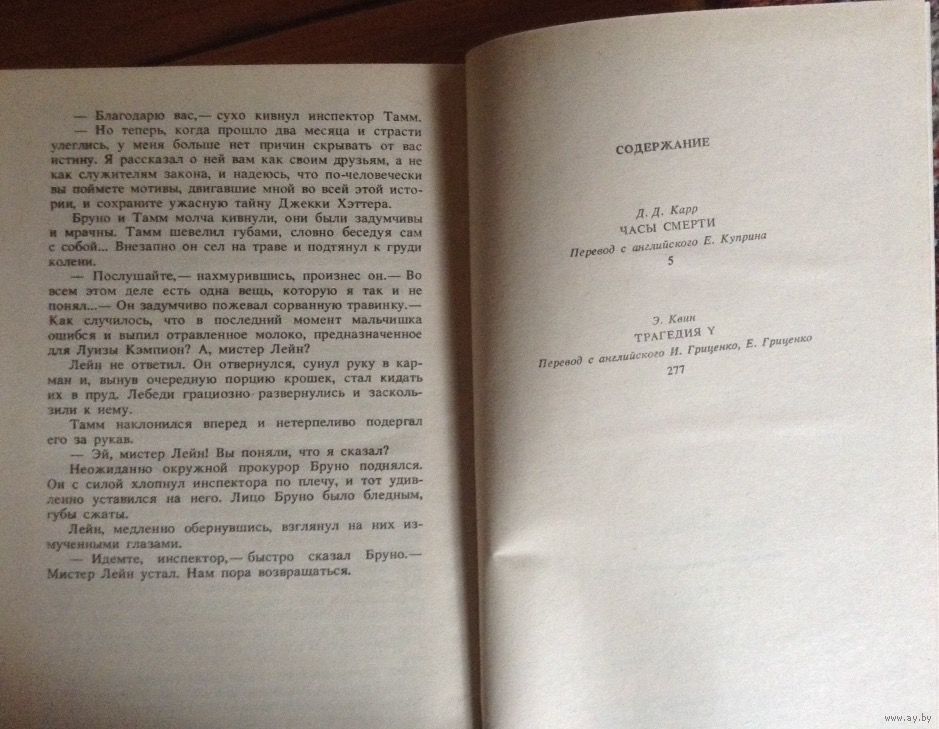 — Благодарю вас,— сухо кивнул инспектор Тамм.
— Но теперь, когда прошло два месяца и страсти
улеглись, у меня больше нет причин скрывать от вас
истину. Я рассказал о ней вам как своим друзьям, а не
как служителям закона, и надеюсь, что по-человечески
вы поймете мотивы, двигавшие мной во всей этой исто-
рии, и сохраните ужасную тайну Джекки Хэттера.
Бруно и Тамм молча кивнули, они были задумчивы
и мрачны. Тамм шевелил губами, словно беседуя сам
с собой... Внезапно он сел на траве и подтянул к груди
колени.
— Послушайте,— нахмурившись, произнес он.— Во
всем этом деле есть одна вещь, которую я так и не
понял...— Он задумчиво пожевал сорванную травинку.—
Как случилось, что в последний момент мальчишка
ошибся и выпил отравленное молоко, предназначенное
для Луизы Кэмпион? А, мистер Лейн?
Лейн не ответил. Он отвернулся, сунул руку в кар-
ман и, вынув очередную порцию крошек, стал кидать
их в пруд. Лебеди грациозно развернулись и засколь-
зили к нему.
Тамм наклонился вперед и нетерпеливо подергал
его за рукав.
— Эй, мистер Лейн! Вы поняли, что я сказал?
Неожиданно окружной прокурор Бруно поднялся.
Он с силой хлопнул инспектора по плечу, и тот удив-
ленно уставился на него. Лицо Бруно было бледным,
губы сжаты.
Лейн, медленно обернувшись, взглянул на них из-
мученными глазами.
— Идемте, инспектор,— быстро сказал Бруно.—
Мистер Лейн устал. Нам пора возвращаться.
СОДЕРЖАНИЕ
Д. Д. Карр
ЧАСЫ СМЕРТИ
Перевод с английского Е. Куприна
5
Э. Квин
ТРАГЕДИЯ Y
Перевод с английского И. Гриценко, Е. Гриценко
277
www.ay.by